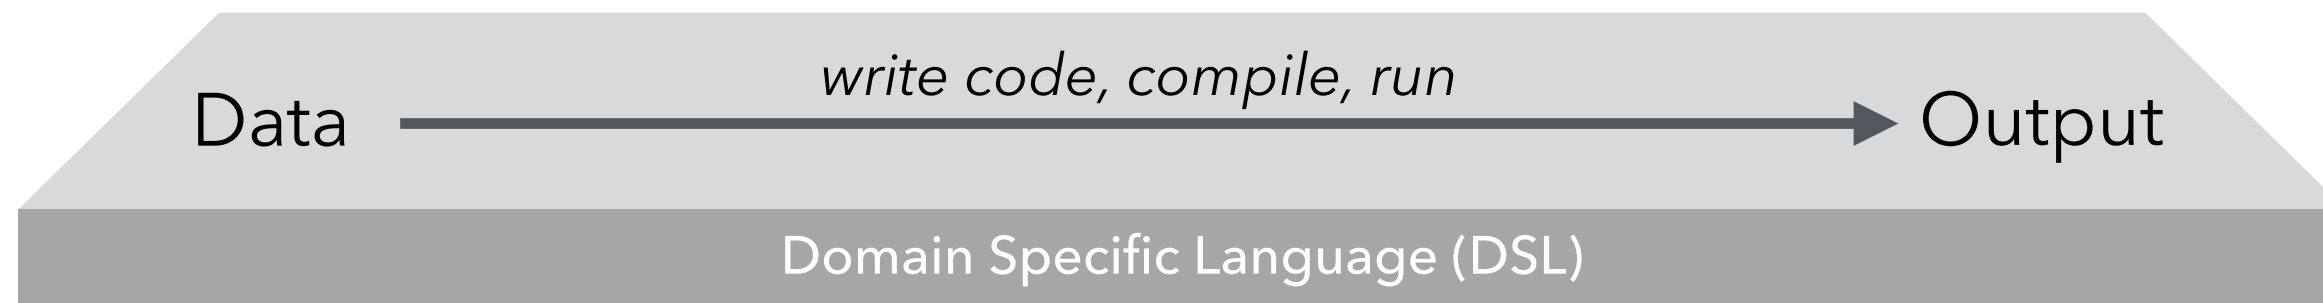 write code, compile, run
Data
Output
Domain Specific Language (DSL)